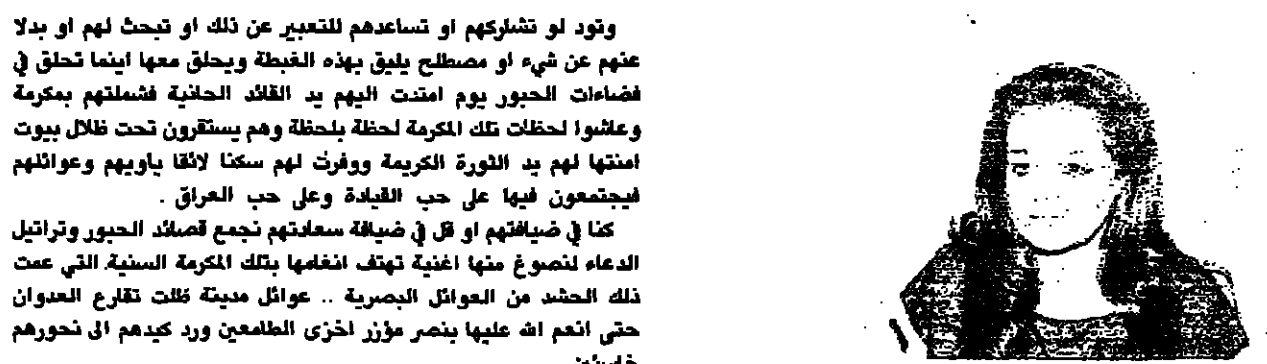 وتود لو تشاركهم او تساعدهم للتعبير عن ذلك او تبحث لهم او بدلا
عنهم عن شيء او مصطلح يليق بهذه الغبطة ويحلق معها اينما تحلق في
فضاءات الحبور يوم امتدت اليهم يد القائد الحانية فشملتهم بمكرمة
وعاشوا لحظات تلك المكرمة لحظة بلحظة وهم يستقرون تحت ظلال بيوت
امنتها لهم يد الثورة الكريمة ووفرت لهم سكنا لائقا ياويهم وعوائلهم
فيجتمعون فيها على حب القيادة وعلى حب العراق .
كنا في ضيافتهم او قل في ضيافة سعادتهم نجمع قصائد الحبور وتراتيل
الدعاء لنصوغ منها اغنية تهتف انغامها بتلك المكرمة السنية التي عمت
ذلك الحشد من العوائل البصرية .. عوائل مدينة ظلت تقارع العدوان
حتى انعم الله عليها بنصر مؤزر اخزى الطامعين ورد كيدهم الى نحورهم